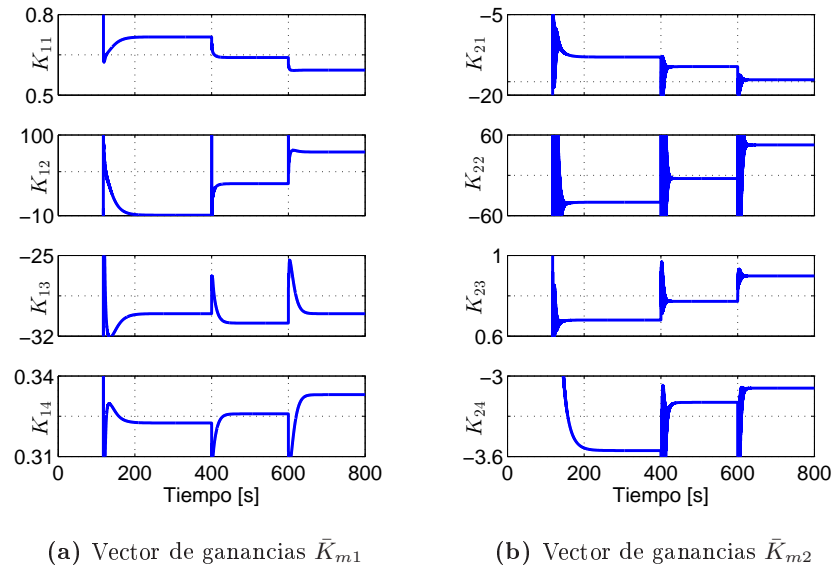 0.8
K₁₁
0.5
100
K₁₂
−10
−25
K₁₃
−32
0.34
K₁₄
0.31
0 200 400 600 800
Tiempo [s]
(a) Vector de ganancias K̄ₘ₁
−5
K₂₁
−20
60
K₂₂
−60
1
K₂₃
0.6
−3
K₂₄
−3.6
0 200 400 600 800
Tiempo [s]
(b) Vector de ganancias K̄ₘ₂